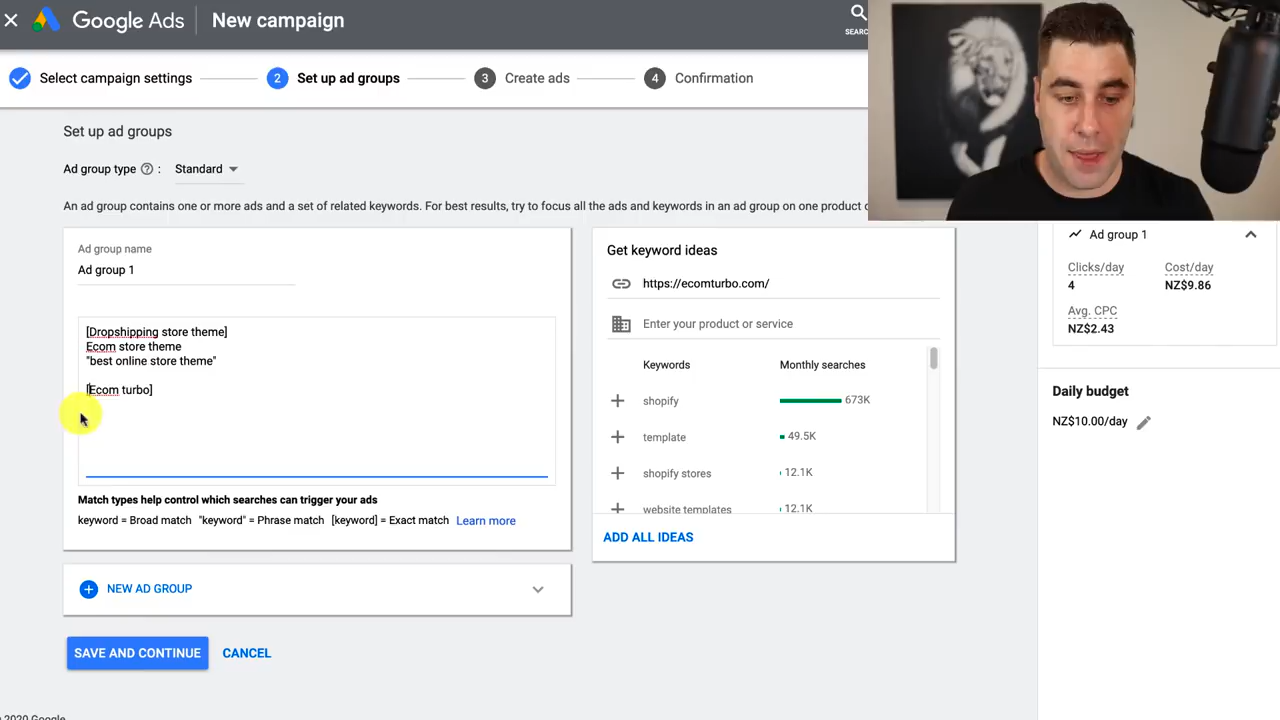 Google Ads
New campaign
SEARC
Select campaign settings
2
Set up ad groups
3
Create ads
4
Confirmation
Set up ad groups
Ad group type ? :
Standard
An ad group contains one or more ads and a set of related keywords. For best results, try to focus all the ads and keywords in an ad group on one product
Ad group name
Ad group 1
[Dropshipping store theme]
Ecom store theme
"best online store theme"
[Ecom turbo]
Match types help control which searches can trigger your ads
keyword = Broad match "keyword" = Phrase match [keyword] = Exact match Learn more
NEW AD GROUP
SAVE AND CONTINUE
CANCEL
Get keyword ideas
https://ecomturbo.com/
Enter your product or service
Keywords
Monthly searches
shopify
673K
template
49.5K
shopify stores
12.1K
website templates
12.1K
ADD ALL IDEAS
Ad group 1
Clicks/day
Cost/day
4
NZ$9.86
Avg. CPC
NZ$2.43
Daily budget
NZ$10.00/day
2020 Google